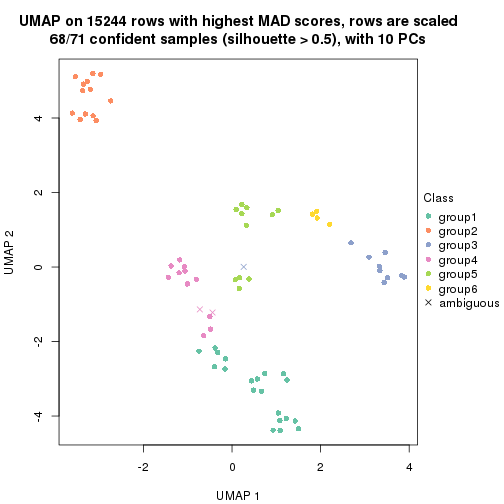 UMAP on 15244 rows with highest MAD scores, rows are scaled
68/71 confident samples (silhouette > 0.5), with 10 PCs
4
2
0
-2
-4
UMAP 2
-2
0
2
4
UMAP 1
Class
group1
group2
group3
group4
group5
group6
ambiguous